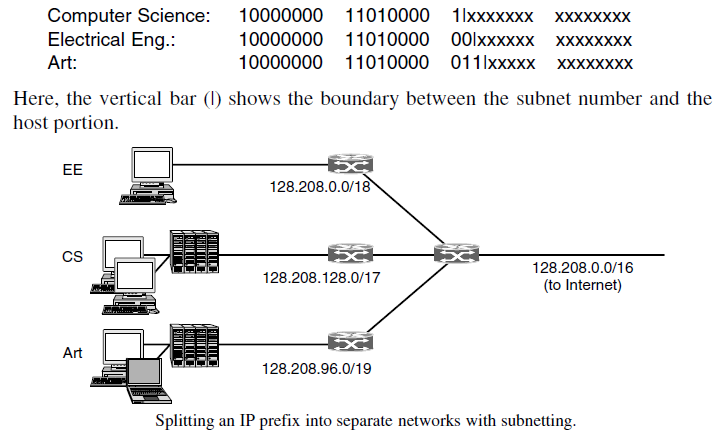 Computer Science: 10000000 11010000 1|xxxxxxx xxxxxxxx
Electrical Eng.: 10000000 11010000 00|xxxxxx xxxxxxxx
Art: 10000000 11010000 011|xxxxx xxxxxxxx
Here, the vertical bar (|) shows the boundary between the subnet number and the
host portion.
EE
128.208.0.0/18
CS
128.208.128.0/17
128.208.0.0/16
(to Internet)
Art
128.208.96.0/19
Splitting an IP prefix into separate networks with subnetting.